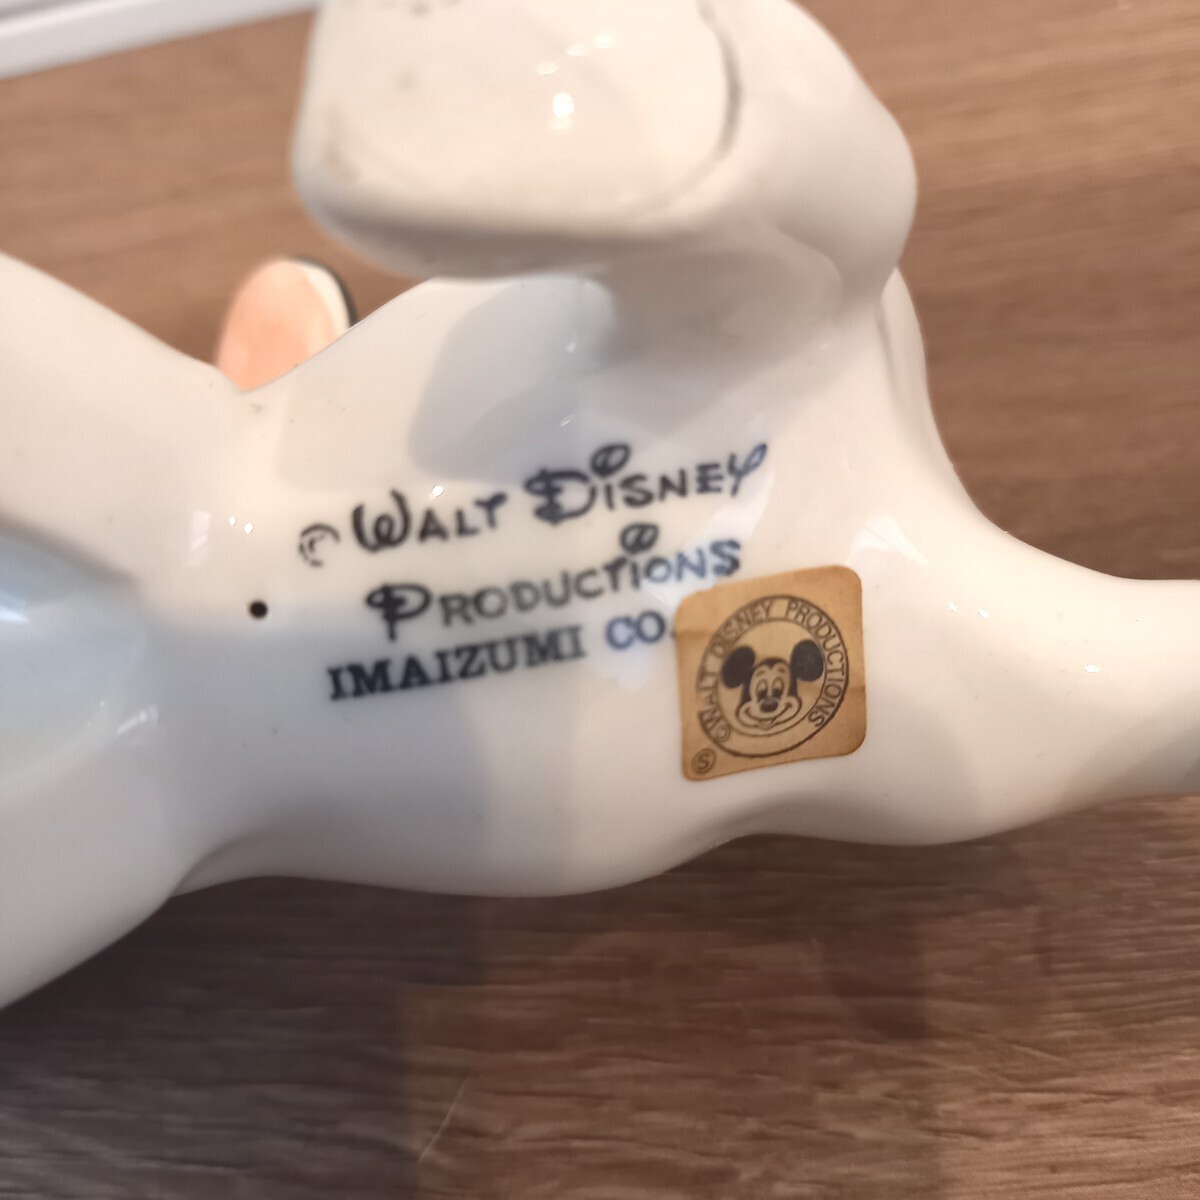 © WALT DISNEY
PRODUCTIONS
IMAIZUMI CO.
© WALT DISNEY PRODUCTIONS
Ⓢ